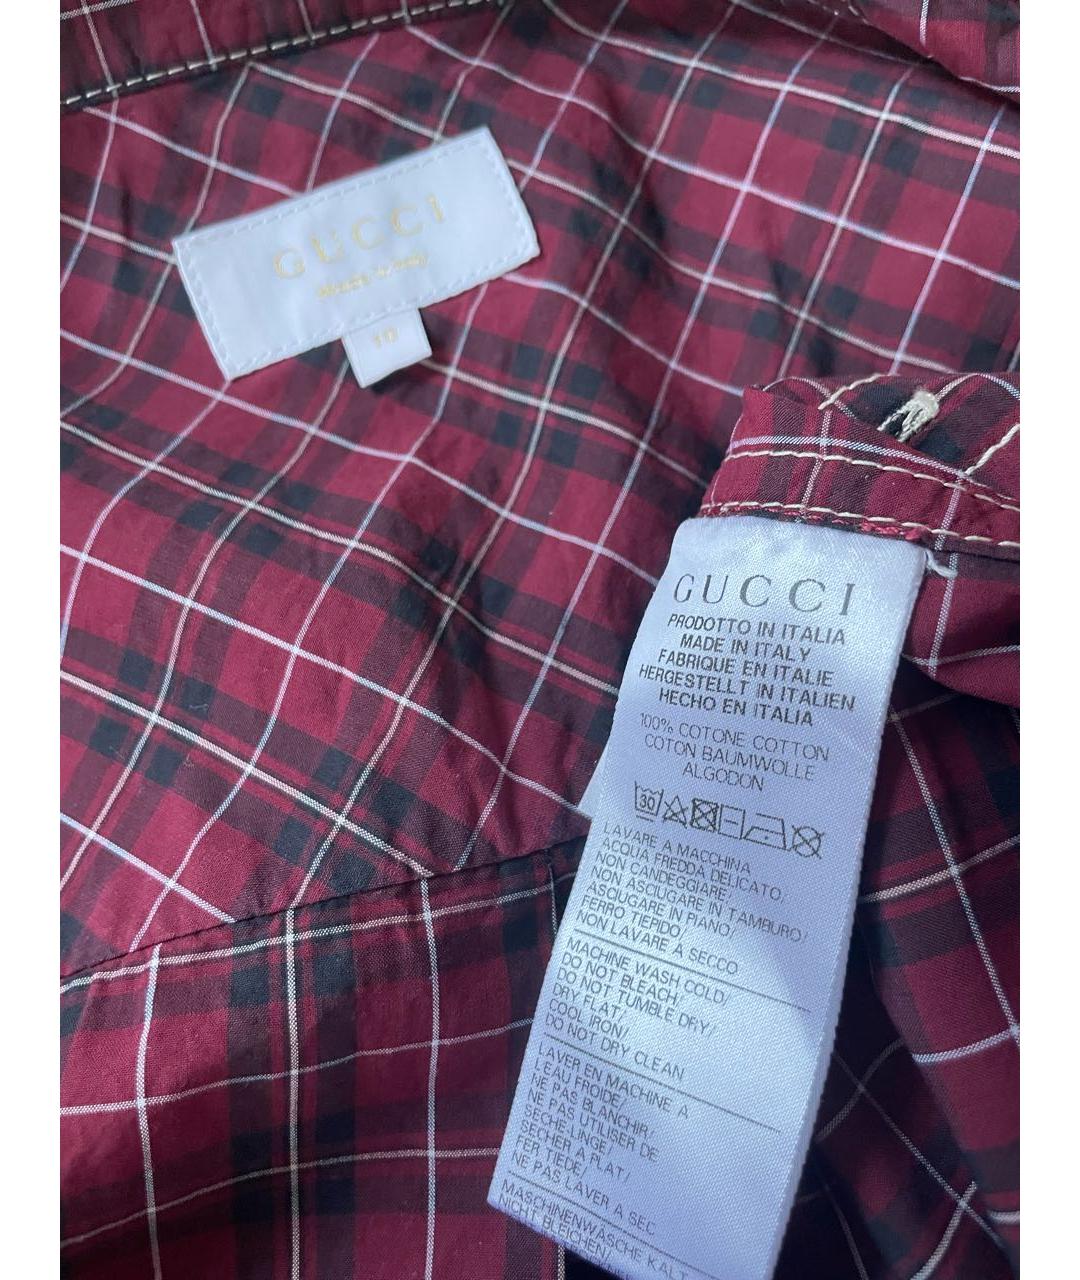 GUCCI
Made in Italy
10
GUCCI
PRODOTTO IN ITALIA
MADE IN ITALY
FABRIQUE EN ITALIE
HERGESTELLT IN ITALIEN
HECHO EN ITALIA
100% COTONE COTTON
COTON BAUMWOLLE
ALGODON
30
LAVARE A MACCHINA
ACQUA FREDDA DELICATO,
NON CANDEGGIARE,
NON ASCIUGARE IN TAMBURO/
ASCIUGARE IN PIANO/
FERRO TIEPIDO/
NON LAVARE A SECCO
MACHINE WASH COLD,
DO NOT BLEACH/
DO NOT TUMBLE DRY/
DRY FLAT/
COOL IRON/
DO NOT DRY CLEAN
LAVER EN MACHINE A
L'EAU FROIDE/
NE PAS BLANCHIR,
NE PAS UTILISER DE
SECHE-LINGE/
SECHER A PLAT/
FER TIEDE/
NE PAS LAVER A SEC
MASCHINENWÄSCHE KALT
NICHT BLEICHEN/